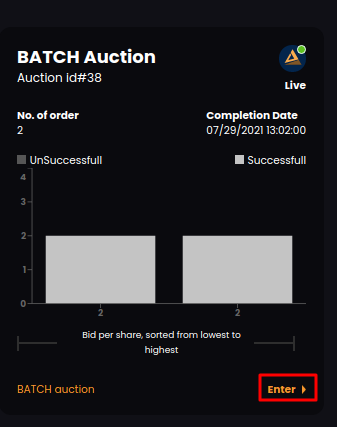 BATCH Auction
Auction id#38
Live
No. of order
2
Completion Date
07/29/2021 13:02:00
UnSuccessfull
Successfull
4
3
2
1
0
2
2
Bid per share, sorted from lowest to
highest
BATCH auction
Enter